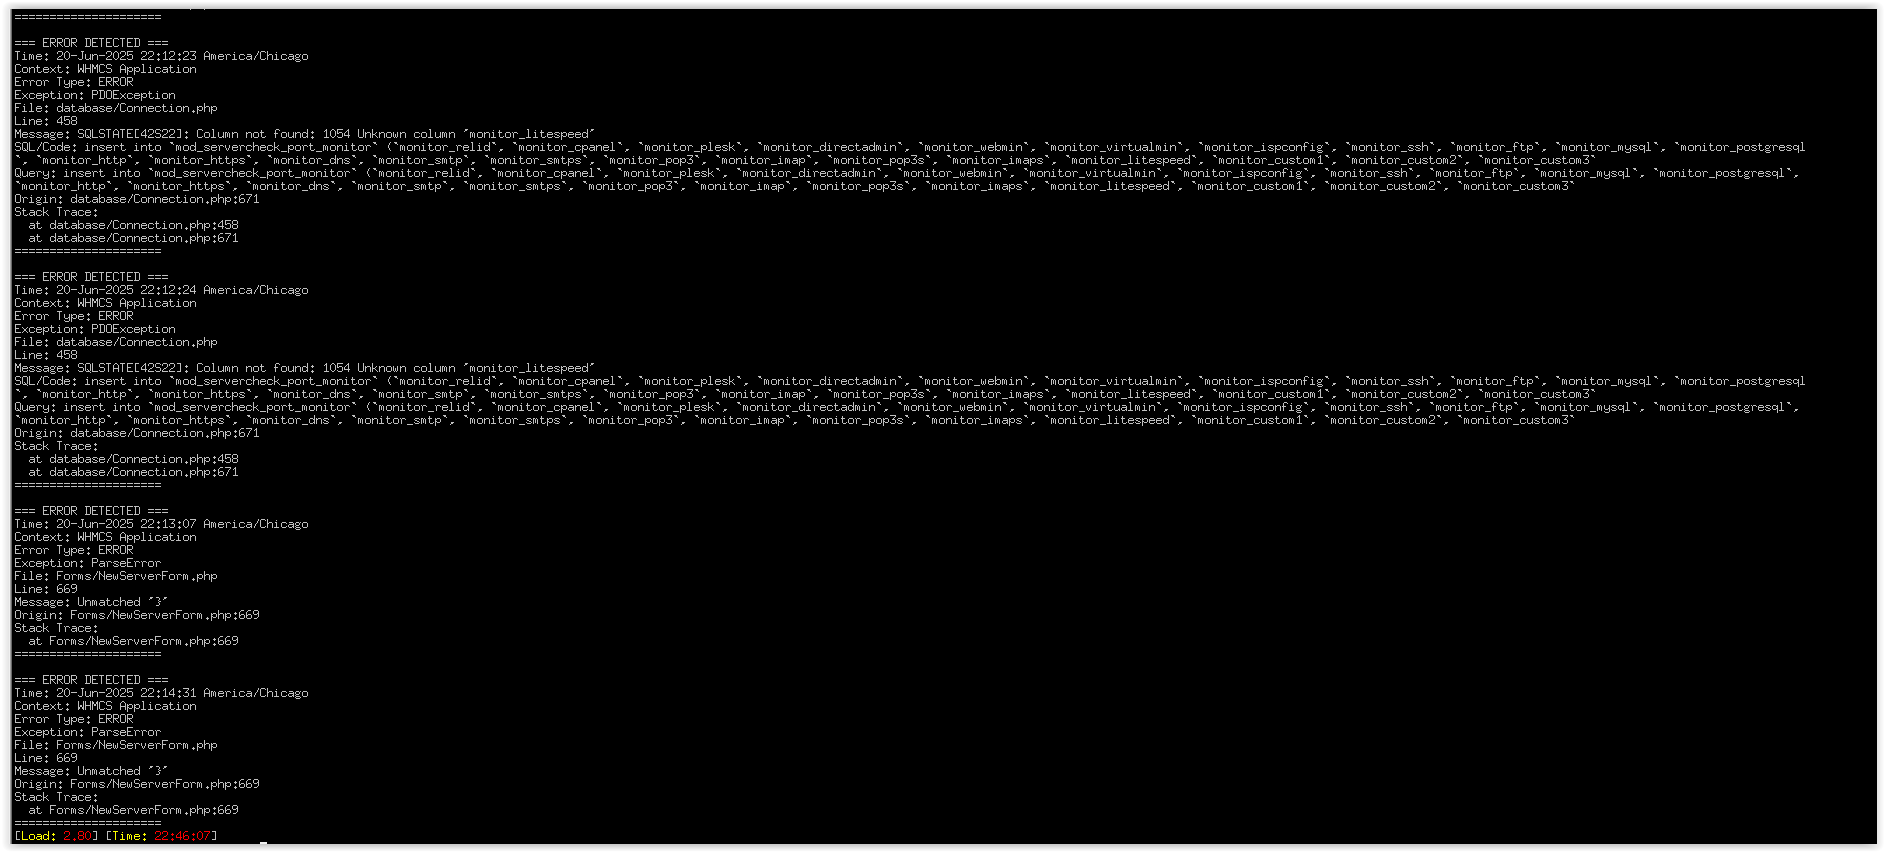 ======================
=== ERROR DETECTED ===
Time: 20-Jun-2025 22:12:23 America/Chicago
Context: WHMCS Application
Error Type: ERROR
Exception: PDOException
File: database/Connection.php
Line: 458
Message: SQLSTATE[42S22]: Column not found: 1054 Unknown column "monitor_litespeed"
SQL/Code: insert into `mod_servercheck_port_monitor` (`monitor_relid`, `monitor_cpanel`, `monitor_plesk`, `monitor_directadmin`, `monitor_webmin`, `monitor_virtualmin`, `monitor_ispconfig`, `monitor_ssh`, `monitor_ftp`, `monitor_mysql`, `monitor_postgresql
`, `monitor_http`, `monitor_https`, `monitor_dns`, `monitor_smtp`, `monitor_smtps`, `monitor_pop3`, `monitor_imap`, `monitor_pop3s`, `monitor_imaps`, `monitor_litespeed`, `monitor_custom1`, `monitor_custom2`, `monitor_custom3`
Query: insert into `mod_servercheck_port_monitor` (`monitor_relid`, `monitor_cpanel`, `monitor_plesk`, `monitor_directadmin`, `monitor_webmin`, `monitor_virtualmin`, `monitor_ispconfig`, `monitor_ssh`, `monitor_ftp`, `monitor_mysql`, `monitor_postgresql`,
`monitor_http`, `monitor_https`, `monitor_dns`, `monitor_smtp`, `monitor_smtps`, `monitor_pop3`, `monitor_imap`, `monitor_pop3s`, `monitor_imaps`, `monitor_litespeed`, `monitor_custom1`, `monitor_custom2`, `monitor_custom3`
Origin: database/Connection.php:671
Stack Trace:
  at database/Connection.php:458
  at database/Connection.php:671
======================
=== ERROR DETECTED ===
Time: 20-Jun-2025 22:12:24 America/Chicago
Context: WHMCS Application
Error Type: ERROR
Exception: PDOException
File: database/Connection.php
Line: 458
Message: SQLSTATE[42S22]: Column not found: 1054 Unknown column "monitor_litespeed"
SQL/Code: insert into `mod_servercheck_port_monitor` (`monitor_relid`, `monitor_cpanel`, `monitor_plesk`, `monitor_directadmin`, `monitor_webmin`, `monitor_virtualmin`, `monitor_ispconfig`, `monitor_ssh`, `monitor_ftp`, `monitor_mysql`, `monitor_postgresql
`, `monitor_http`, `monitor_https`, `monitor_dns`, `monitor_smtp`, `monitor_smtps`, `monitor_pop3`, `monitor_imap`, `monitor_pop3s`, `monitor_imaps`, `monitor_litespeed`, `monitor_custom1`, `monitor_custom2`, `monitor_custom3`
Query: insert into `mod_servercheck_port_monitor` (`monitor_relid`, `monitor_cpanel`, `monitor_plesk`, `monitor_directadmin`, `monitor_webmin`, `monitor_virtualmin`, `monitor_ispconfig`, `monitor_ssh`, `monitor_ftp`, `monitor_mysql`, `monitor_postgresql`,
`monitor_http`, `monitor_https`, `monitor_dns`, `monitor_smtp`, `monitor_smtps`, `monitor_pop3`, `monitor_imap`, `monitor_pop3s`, `monitor_imaps`, `monitor_litespeed`, `monitor_custom1`, `monitor_custom2`, `monitor_custom3`
Origin: database/Connection.php:671
Stack Trace:
  at database/Connection.php:458
  at database/Connection.php:671
======================
=== ERROR DETECTED ===
Time: 20-Jun-2025 22:13:07 America/Chicago
Context: WHMCS Application
Error Type: ERROR
Exception: ParseError
File: Forms/NewServerForm.php
Line: 669
Message: Unmatched "}"
Origin: Forms/NewServerForm.php:669
Stack Trace:
  at Forms/NewServerForm.php:669
======================
=== ERROR DETECTED ===
Time: 20-Jun-2025 22:14:31 America/Chicago
Context: WHMCS Application
Error Type: ERROR
Exception: ParseError
File: Forms/NewServerForm.php
Line: 669
Message: Unmatched "}"
Origin: Forms/NewServerForm.php:669
Stack Trace:
  at Forms/NewServerForm.php:669
======================
[Load: 2.80] [Time: 22:46:07]